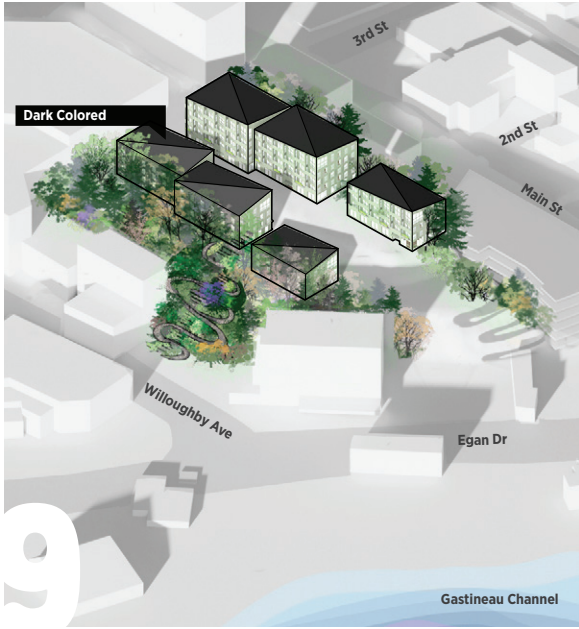 3rd St
Dark Colored
2nd St
Main St
Willoughby Ave
Egan Dr
9
Gastineau Channel